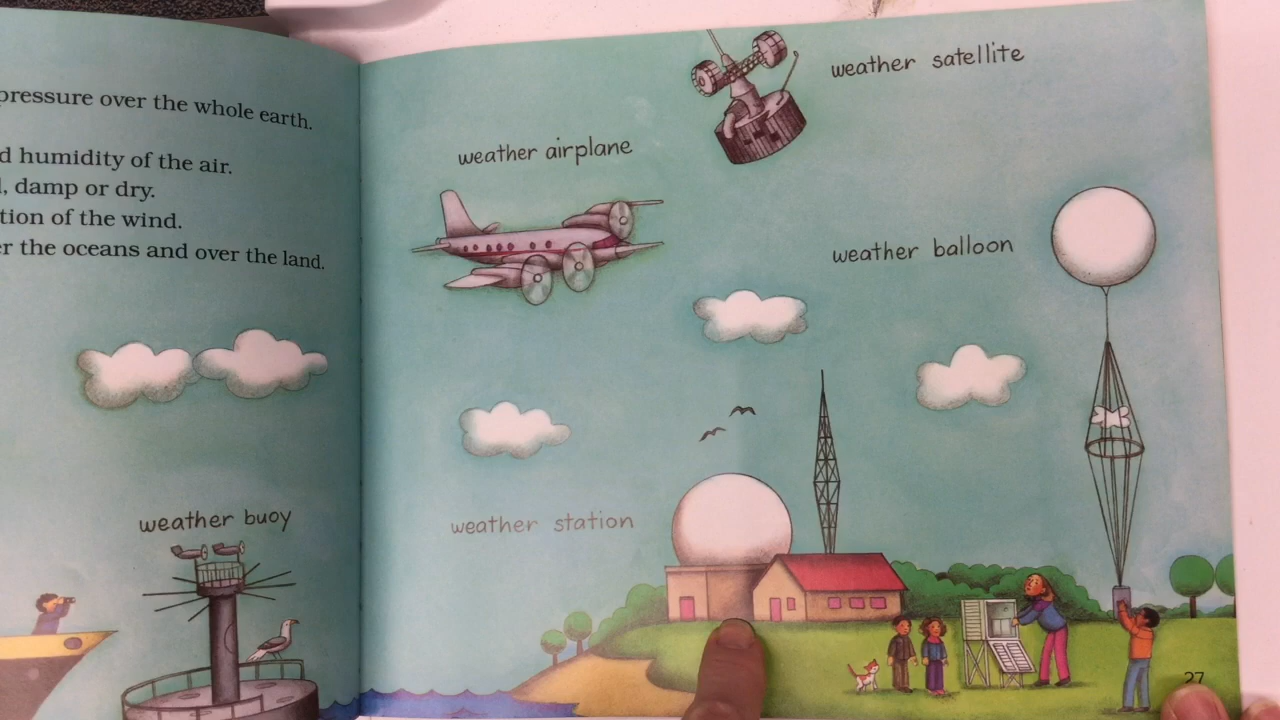 pressure over the whole earth.
humidity of the air.
damp or dry.
of the wind.
the oceans and over the land.
weather buoy
weather satellite
weather airplane
weather balloon
weather station
27